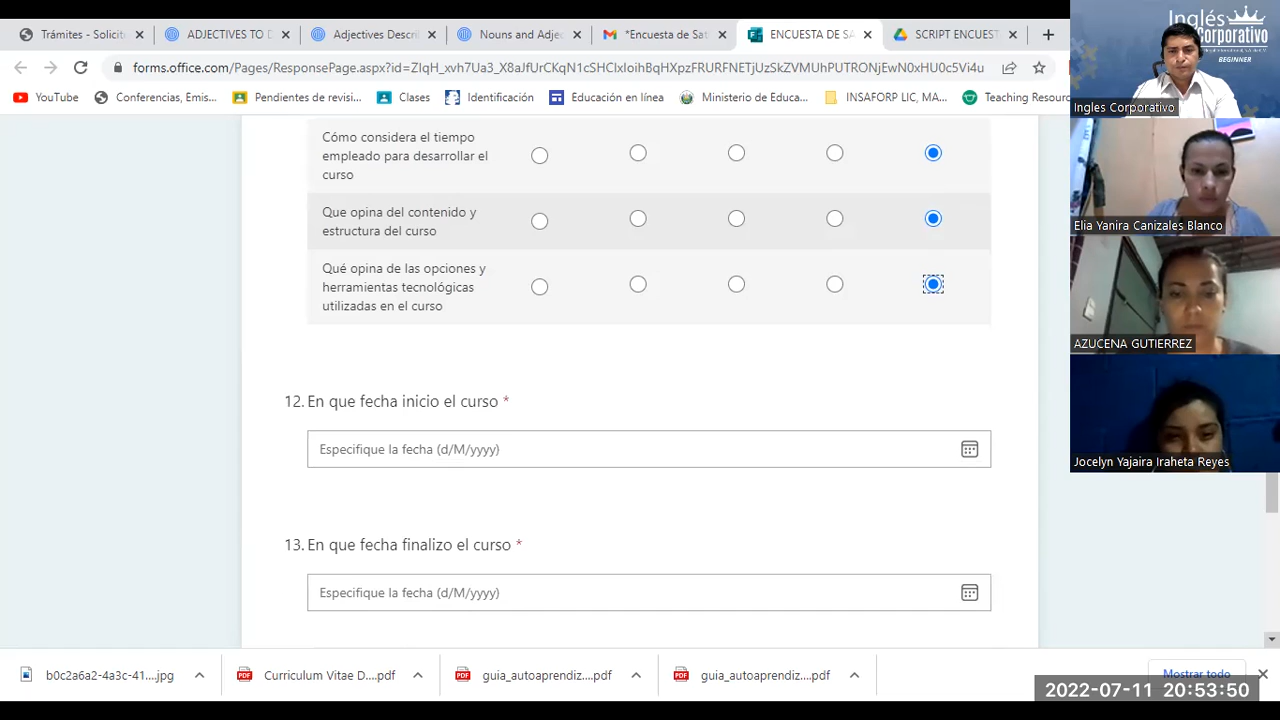 Trámites - Solicite
ADJECTIVES TO D
Adjectives Descri
Nouns and Adjec
*Encuesta de Sat
ENCUESTA DE SA
SCRIPT ENCUEST
forms.office.com/Pages/ResponsePage.aspx?id=
YouTube
Conferencias, Emis...
Pendientes de revisi...
Clases
Identificación
Educación en línea
Ministerio de Educa...
INSAFORP LIC, MA...
Teaching Resourc
Cómo considera el tiempo
empleado para desarrollar el
curso
Que opina del contenido y
estructura del curso
Qué opina de las opciones y
herramientas tecnológicas
utilizadas en el curso
12. En que fecha inicio el curso *
Especifique la fecha (d/M/yyyy)
13. En que fecha finalizo el curso *
Especifique la fecha (d/M/yyyy)
b0c2a6a2-4a3c-41....jpg
Curriculum Vitae D....pdf
guia_autoaprendiz....pdf
guia_autoaprendiz....pdf
Mostrar todo
Inglés
Corporativo
BEGINNER
Ingles Corporativo
Elia Yanira Canizales Blanco
AZUCENA GUTIERREZ
Jocelyn Yajaira Iraheta Reyes
2022-07-11 20:53:50